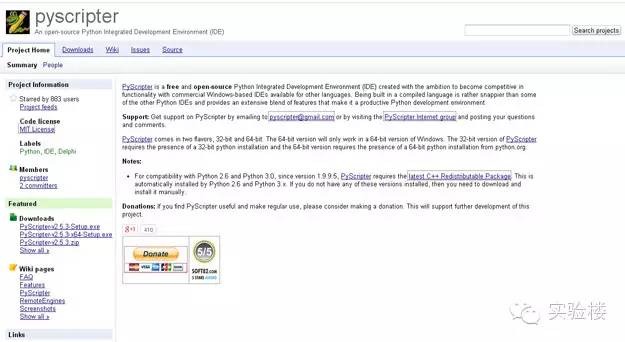 pyscripter
An open-source Python Integrated Development Environment (IDE)
Search projects
Project Home Downloads Wiki Issues Source
Summary People
Project Information
Starred by 883 users
Project feeds
Code license
MIT License
Labels
Python, IDE, Delphi
Members
pyscripter
2 committers
Featured
Downloads
PyScripter-v2.5.3-Setup.exe
PyScripter-v2.5.3-x64-Setup.exe
PyScripter-v2.5.3.zip
Show all »
Wiki pages
FAQ
Features
PyScripter
RemoteEngines
Screenshots
Show all »
Links
PyScripter is a free and open-source Python Integrated Development Environment (IDE) created with the ambition to become competitive in
functionality with commercial Windows-based IDEs available for other languages. Being built in a compiled language is rather snappier than some
of the other Python IDEs and provides an extensive blend of features that make it a productive Python development environment.
Support: Get support on PyScripter by emailing to pyscripter@gmail.com or by visiting the PyScripter Internet group and posting your questions
and comments.
PyScripter comes in two flavors, 32-bit and 64-bit. The 64-bit version will only work in a 64-bit version of Windows. The 32-bit version of PyScripter
requires the presence of a 32-bit python installation and the 64-bit version requires the presence of a 64-bit python installation from python.org.
Notes:
• For compatibility with Python 2.6 and Python 3.0, since version 1.9.9.5, PyScripter requires the latest C++ Redistributable Package. This is
automatically installed by Python 2.6 and Python 3.x. If you do not have any of these versions installed, then you need to download and
install it manually.
Donations: If you find PyScripter useful and make regular use, please consider making a donation. This will support further development of this
project.
+1 410
Donate
5/5
SOFTEZ.com
5 STARS AWARD
实验楼